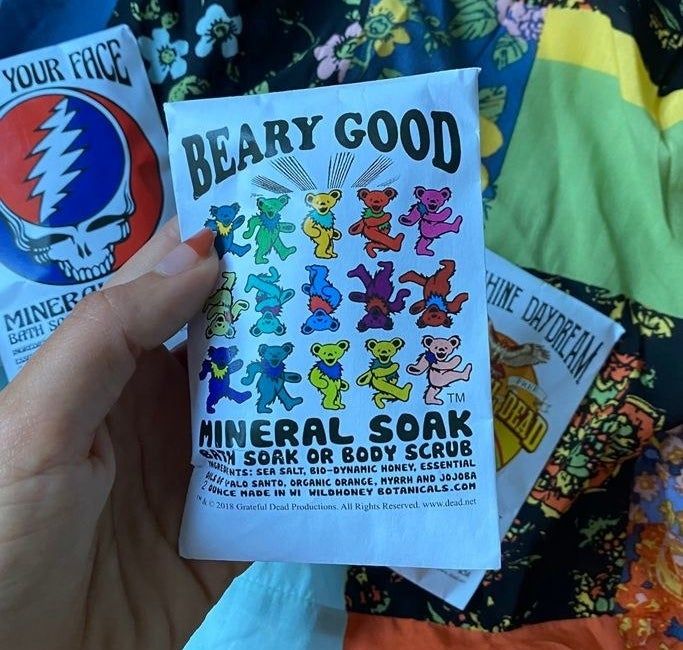 YOUR FACE
MINERAL
BATH SO
BEARY GOOD
TM
MINERAL SOAK
BATH SOAK OR BODY SCRUB
INGREDIENTS: SEA SALT, BIO-DYNAMIC HONEY, ESSENTIAL
OILS OF PALO SANTO, ORGANIC ORANGE, MYRRH AND JOJOBA
2 OUNCE MADE IN WI WILDHONEY BOTANICALS.COM
™ & © 2018 Grateful Dead Productions. All Rights Reserved. www.dead.net
SHINE DAYDREAM
DEAD